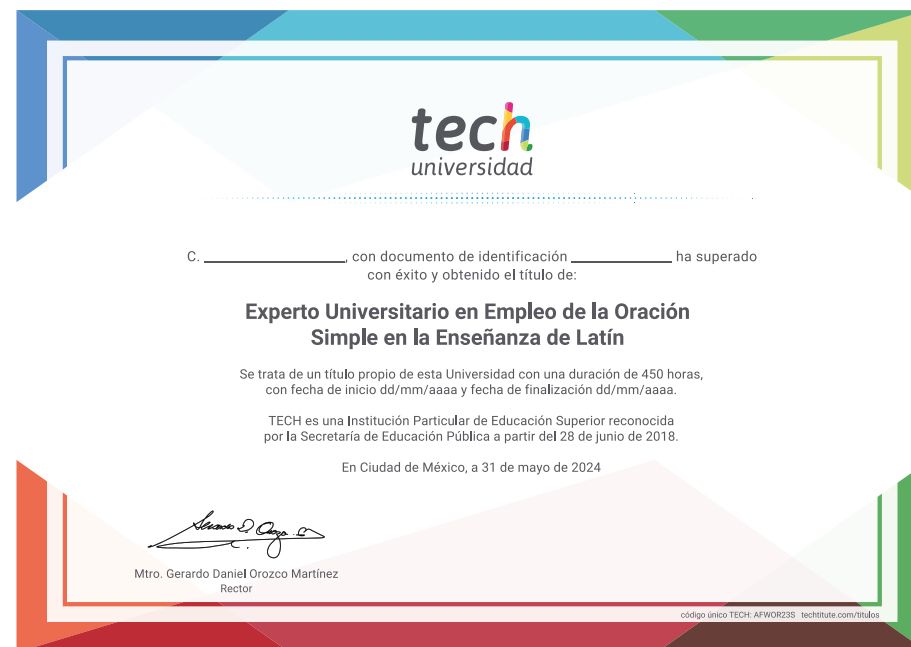 tech
universidad
C. ____________, con documento de identificación ____________ ha superado
con éxito y obtenido el título de:
Experto Universitario en Empleo de la Oración
Simple en la Enseñanza de Latín
Se trata de un título propio de esta Universidad con una duración de 450 horas,
con fecha de inicio dd/mm/aaaa y fecha de finalización dd/mm/aaaa.
TECH es una Institución Particular de Educación Superior reconocida
por la Secretaría de Educación Pública a partir del 28 de junio de 2018.
En Ciudad de México, a 31 de mayo de 2024
Mtro. Gerardo Daniel Orozco Martínez
Rector
código único TECH: AFWOR23S techtitute.com/titulos